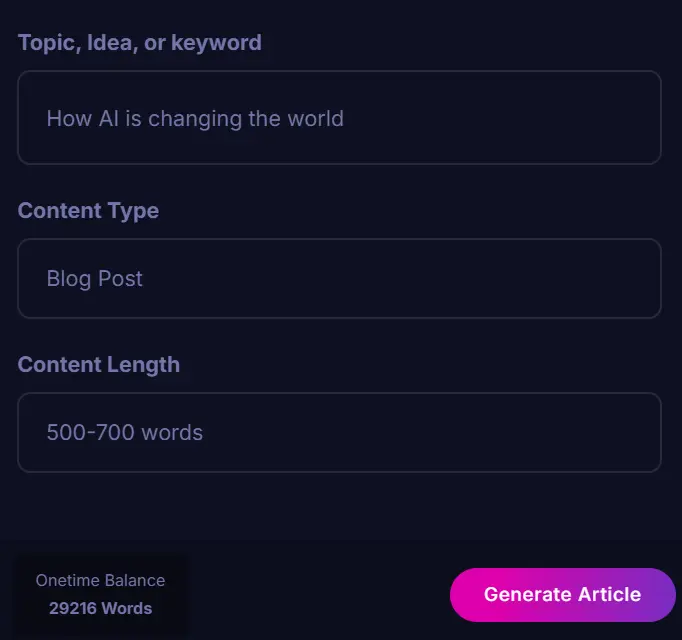 Topic, Idea, or keyword
How AI is changing the world
Content Type
Blog Post
Content Length
500-700 words
Onetime Balance
29216 Words
Generate Article